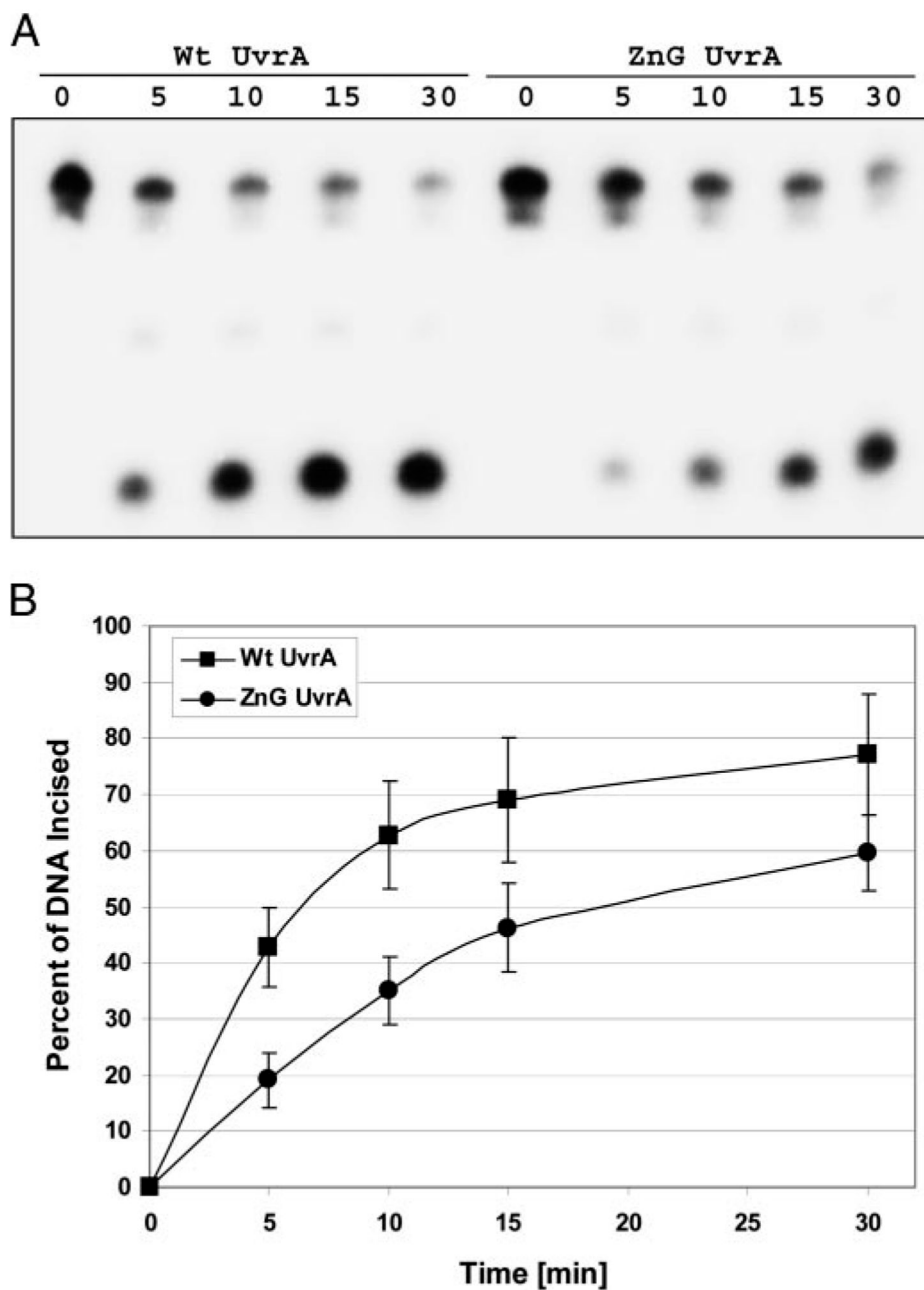 A
Wt UvrA ZnG UvrA
0 5 10 15 30 0 5 10 15 30
B
100
90
80
70
60
50
40
30
20
10
0
Percent of DNA Incised
Wt UvrA
ZnG UvrA
0 5 10 15 20 25 30
Time [min]